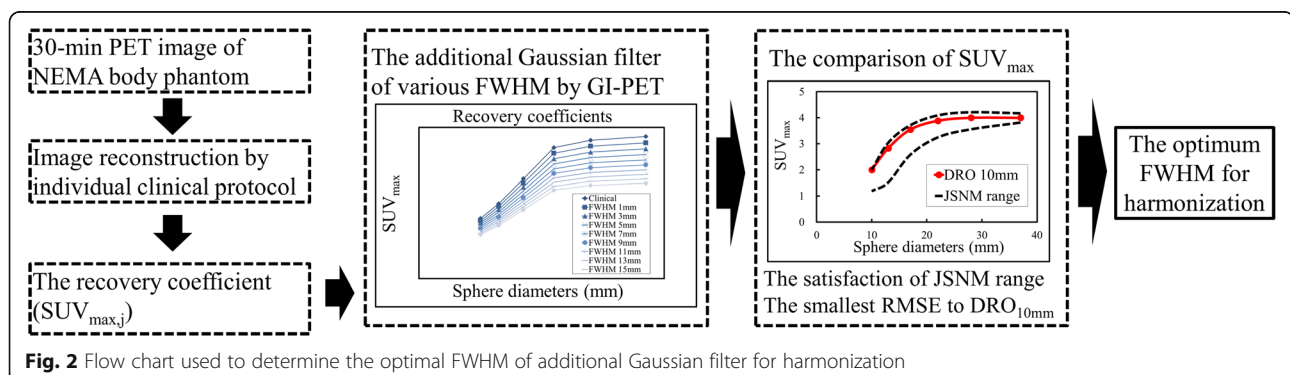 30-min PET image of
NEMA body phantom
Image reconstruction by
individual clinical protocol
The recovery coefficient
(SUVmax,j)
The additional Gaussian filter
of various FWHM by GI-PET
Recovery coefficients
SUVmax
Clinical
FWHM 1mm
FWHM 3mm
FWHM 5mm
FWHM 7mm
FWHM 9mm
FWHM 11mm
FWHM 13mm
FWHM 15mm
Sphere diameters (mm)
The comparison of SUVmax
5
4
3
2
1
0
SUVmax
DRO 10mm
JSNM range
0 10 20 30 40
Sphere diameters (mm)
The satisfaction of JSNM range
The smallest RMSE to DRO10mm
The optimum
FWHM for
harmonization
Fig. 2 Flow chart used to determine the optimal FWHM of additional Gaussian filter for harmonization